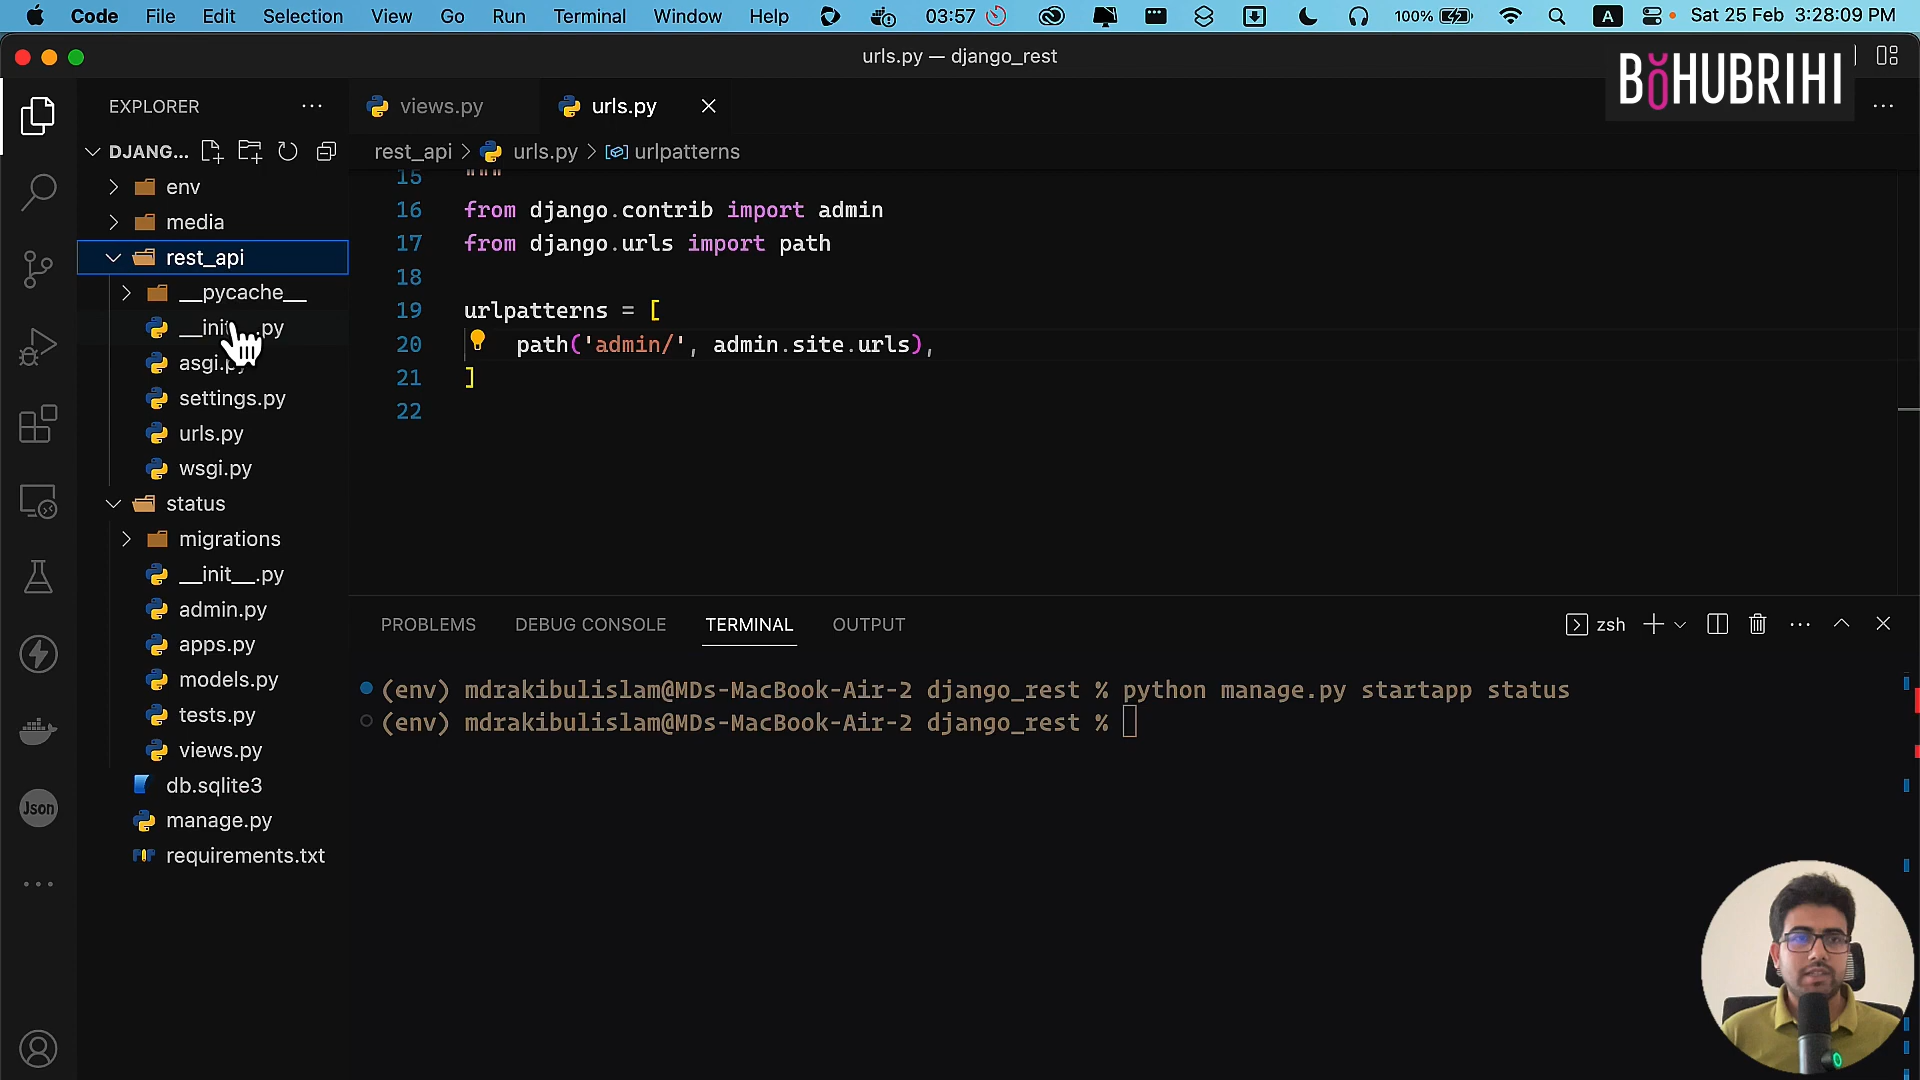 Code File Edit Selection View Go Run Terminal Window Help 03:57 100% A Sat 25 Feb 3:28:09 PM
urls.py — django_rest
BOHUBRIHI
EXPLORER
views.py
urls.py
DJANG...
rest_api > urls.py > urlpatterns
env
media
rest_api
__pycache__
asgi.py
settings.py
urls.py
wsgi.py
status
migrations
__init__.py
admin.py
apps.py
models.py
tests.py
views.py
db.sqlite3
manage.py
requirements.txt
Json
15 """
16 from django.contrib import admin
17 from django.urls import path
18
19 urlpatterns = [
20 path('admin/', admin.site.urls),
21 ]
22
PROBLEMS DEBUG CONSOLE TERMINAL OUTPUT
zsh
(env) mdrakibulislam@MDs-MacBook-Air-2 django_rest % python manage.py startapp status
(env) mdrakibulislam@MDs-MacBook-Air-2 django_rest %